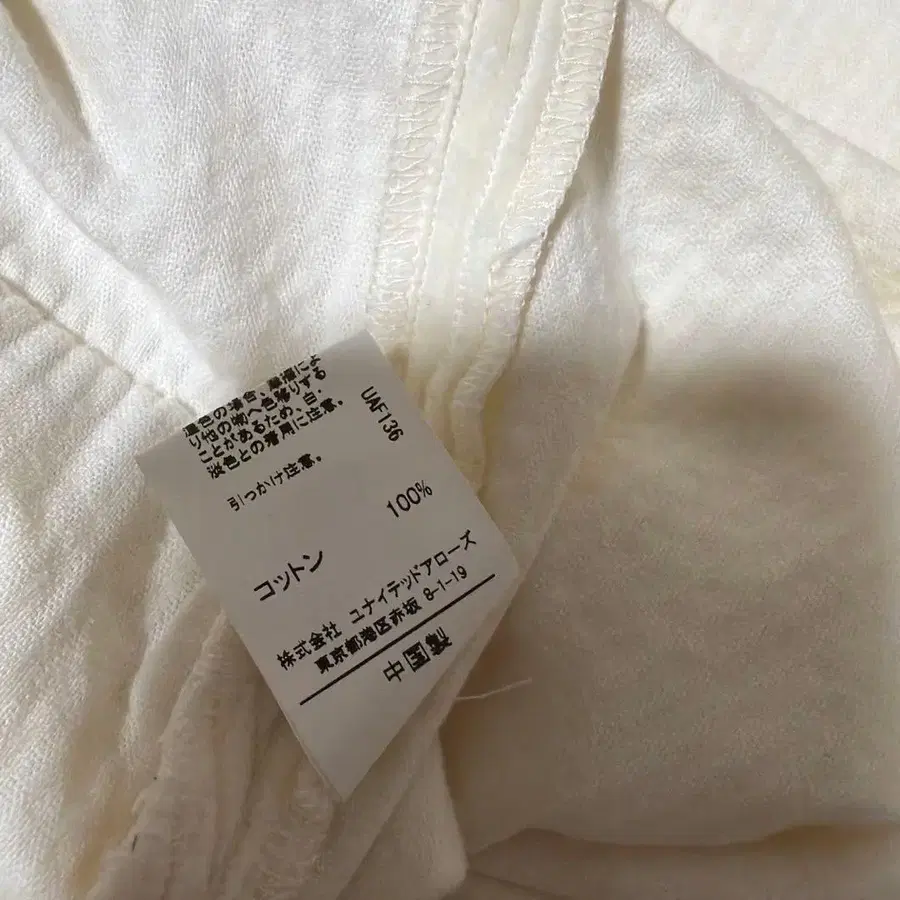 濃色の場合、摩擦によ
り他の物へ色移りする
ことがあるため、白・
淡色との着用に注意。
引っかけ注意。
UAF136
コットン 100%
株式会社 ユナイテッドアローズ
東京都港区赤坂 8-1-19
中国製